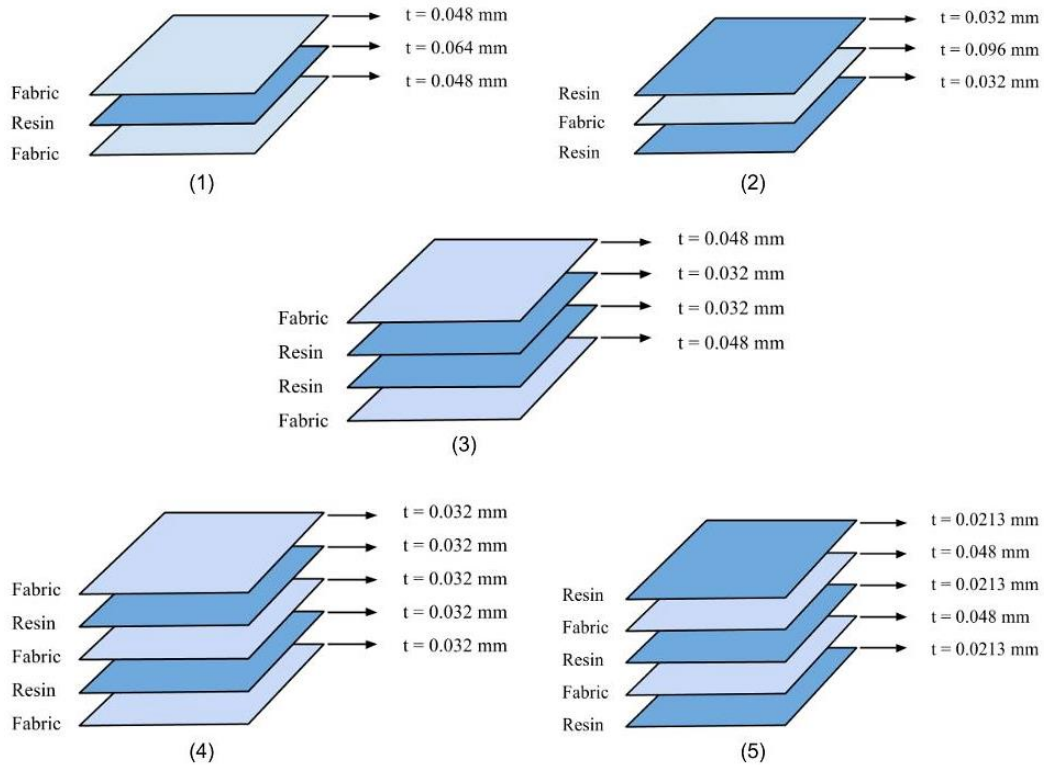 t = 0.048 mm
t = 0.064 mm
t = 0.048 mm
Fabric
Resin
Fabric
(1)
t = 0.032 mm
t = 0.096 mm
t = 0.032 mm
Resin
Fabric
Resin
(2)
t = 0.048 mm
t = 0.032 mm
t = 0.032 mm
t = 0.048 mm
Fabric
Resin
Resin
Fabric
(3)
t = 0.032 mm
t = 0.032 mm
t = 0.032 mm
t = 0.032 mm
t = 0.032 mm
Fabric
Resin
Fabric
Resin
Fabric
(4)
t = 0.0213 mm
t = 0.048 mm
t = 0.0213 mm
t = 0.048 mm
t = 0.0213 mm
Resin
Fabric
Resin
Fabric
Resin
(5)